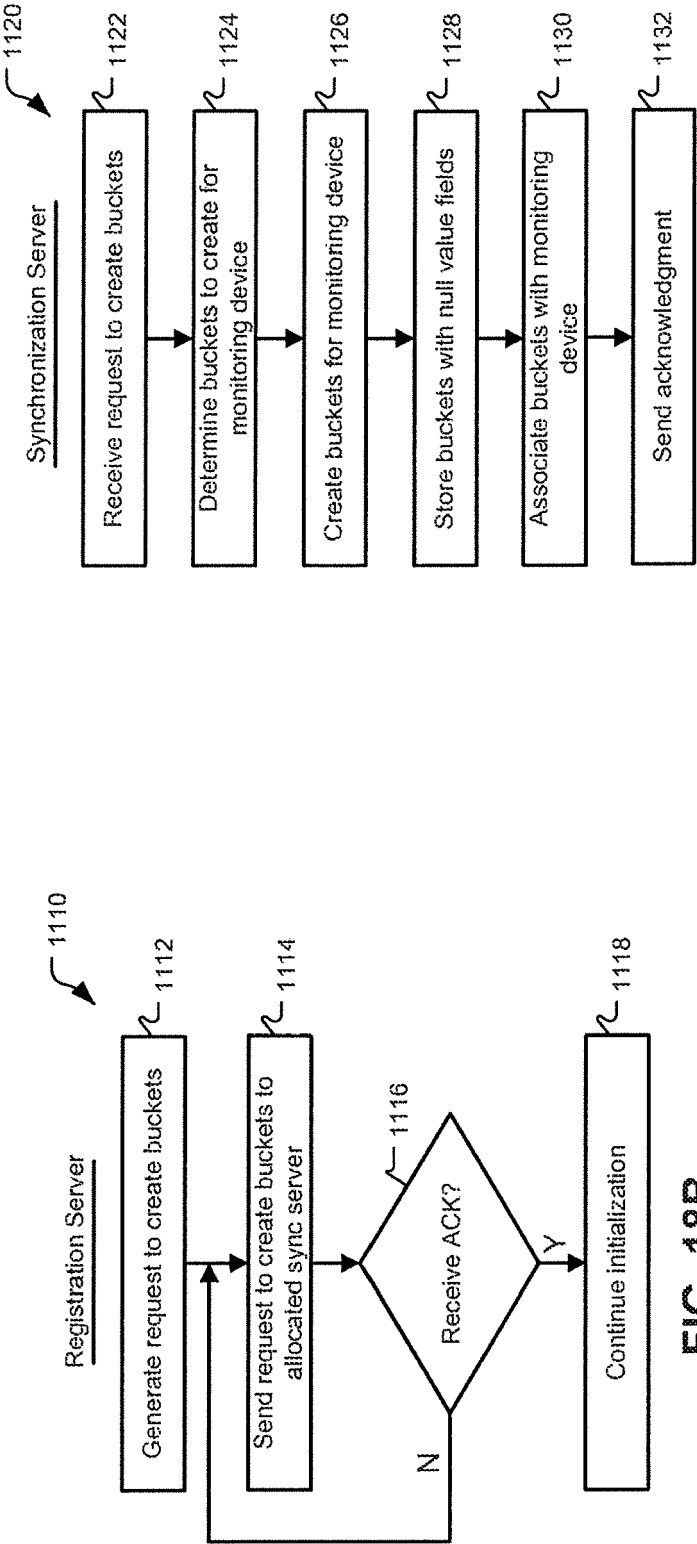 Registration Server
1110
Generate request to create buckets
1112
Send request to create buckets to
allocated sync server
1114
Receive ACK?
1116
N
Y
Continue initialization
1118
Synchronization Server
1120
Receive request to create buckets
1122
Determine buckets to create for
monitoring device
1124
Create buckets for monitoring device
1126
Store buckets with null value fields
1128
Associate buckets with monitoring
device
1130
Send acknowledgment
1132
FIG.